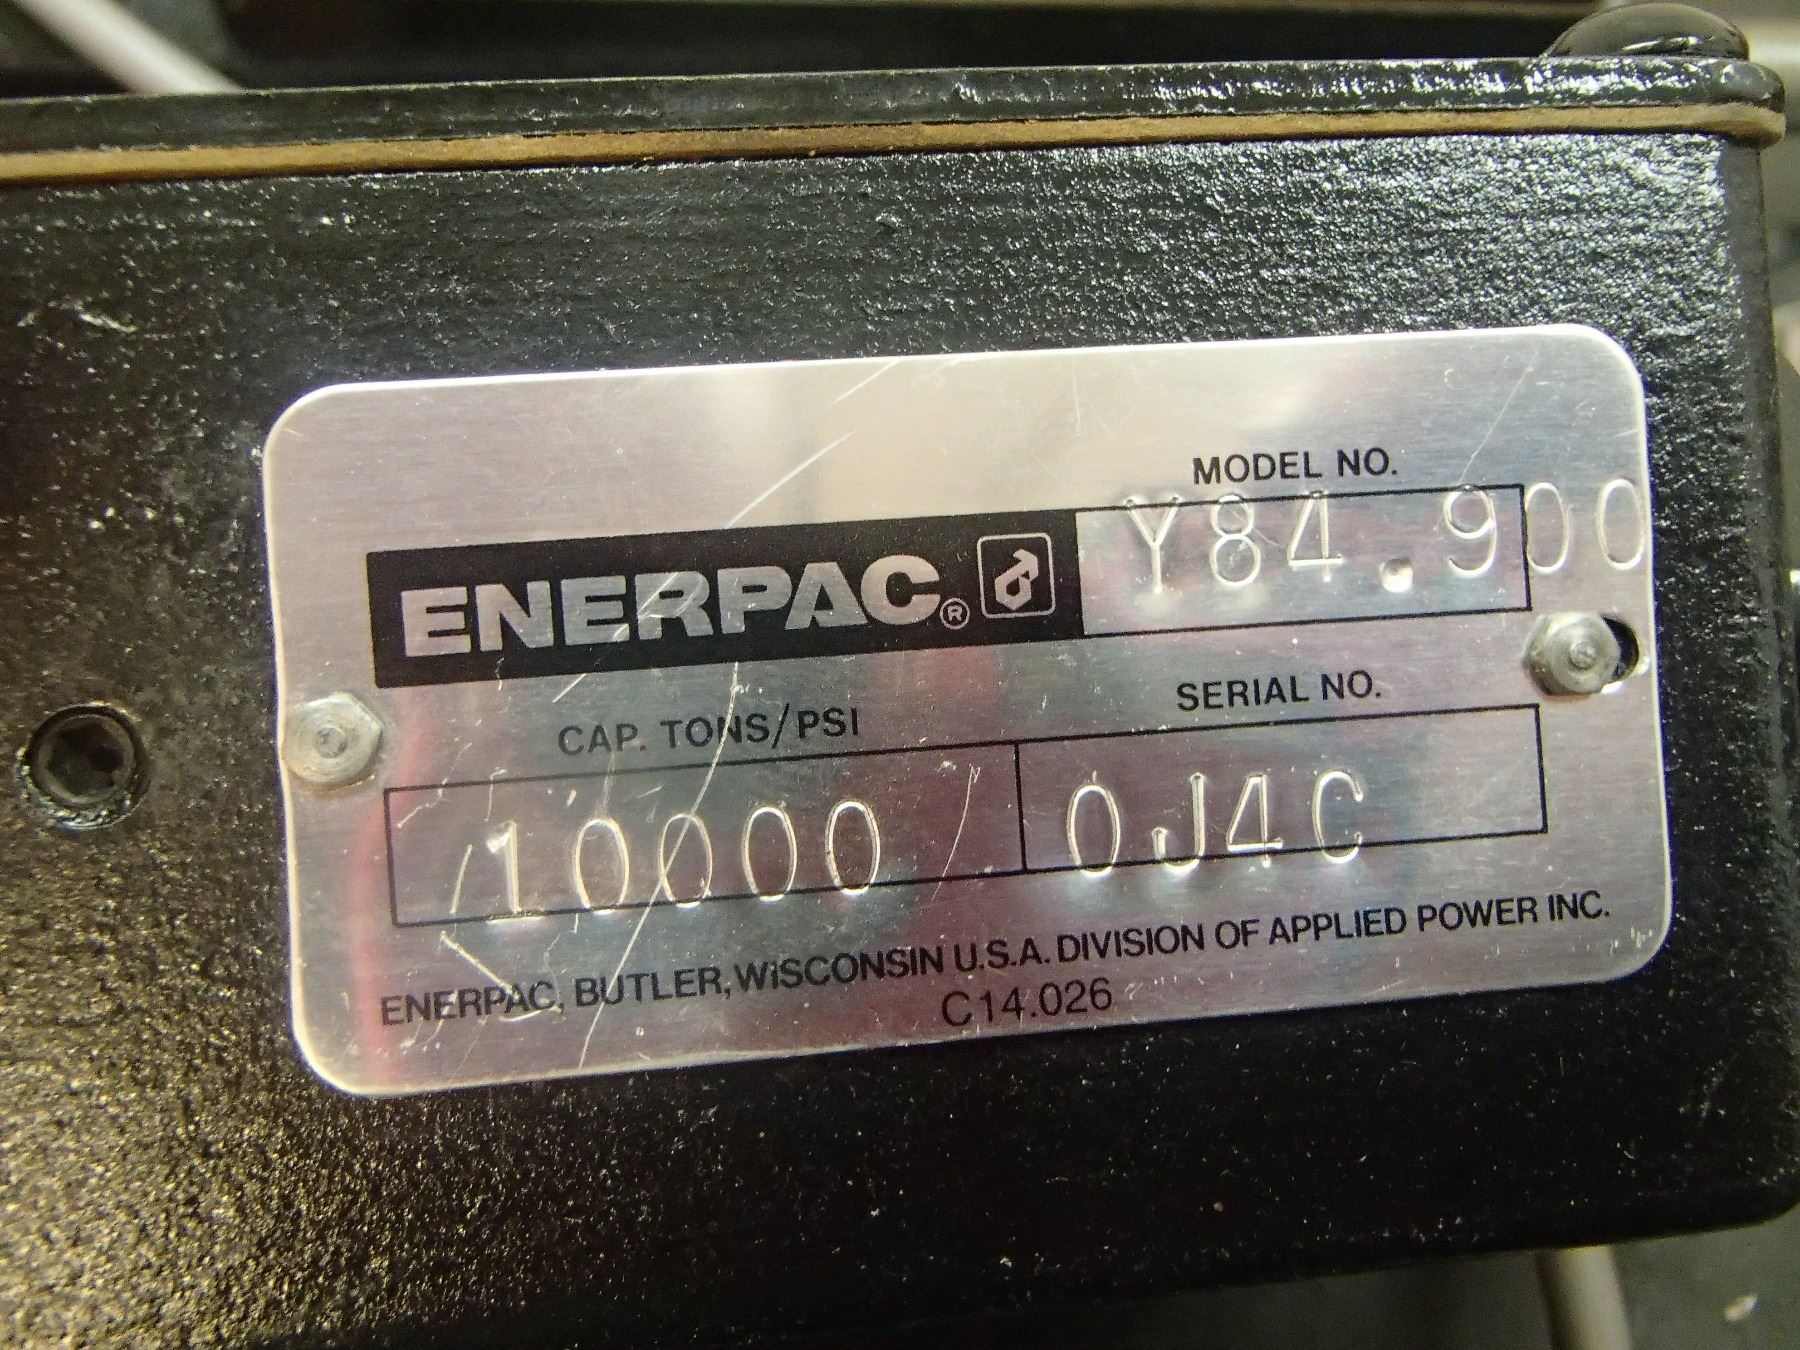 MODEL NO.
ENERPAC® Y84.900
CAP. TONS/PSI SERIAL NO.
10000 0J4C
ENERPAC, BUTLER, WISCONSIN U.S.A. DIVISION OF APPLIED POWER INC.
C14.026